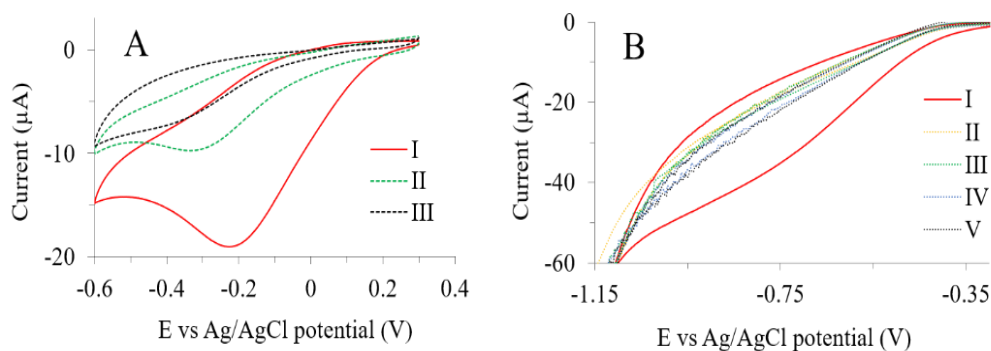 A
Current (µA)
0
-10
-20
-0.6
-0.4
-0.2
0
0.2
0.4
I
II
III
E vs Ag/AgCl potential (V)
B
Current (µA)
0
-20
-40
-60
-1.15
-0.75
-0.35
I
II
III
IV
V
E vs Ag/AgCl potential (V)